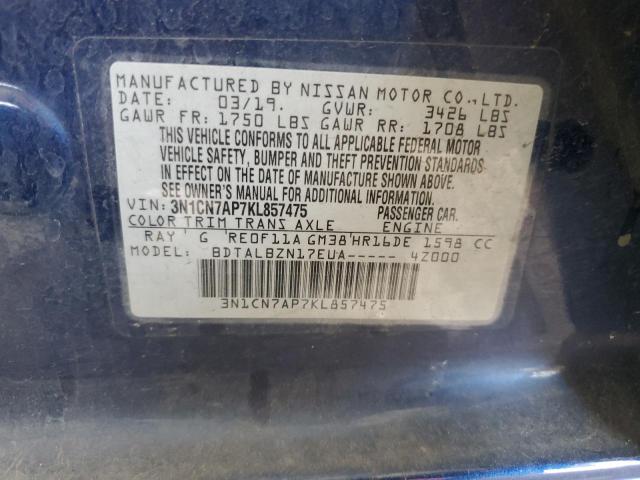 MANUFACTURED BY NISSAN MOTOR CO., LTD.
DATE: 03/19. GVWR: 3426 LBS
GAWR FR: 1750 LBS GAWR RR: 1708 LBS
THIS VEHICLE CONFORMS TO ALL APPLICABLE FEDERAL MOTOR
VEHICLE SAFETY, BUMPER AND THEFT PREVENTION STANDARDS
IN EFFECT ON THE DATE OF MANUFACTURE SHOWN ABOVE.
SEE OWNER'S MANUAL FOR ADDITIONAL INFORMATION.
VIN: 3N1CN7AP7KL857475 PASSENGER CAR.
COLOR TRIM TRANS AXLE ENGINE
RAY G RE0F11A GM38 HR16DE 1598 CC
MODEL: BDTALBZN17EUA----- 4Z000
3N1CN7AP7KL857475